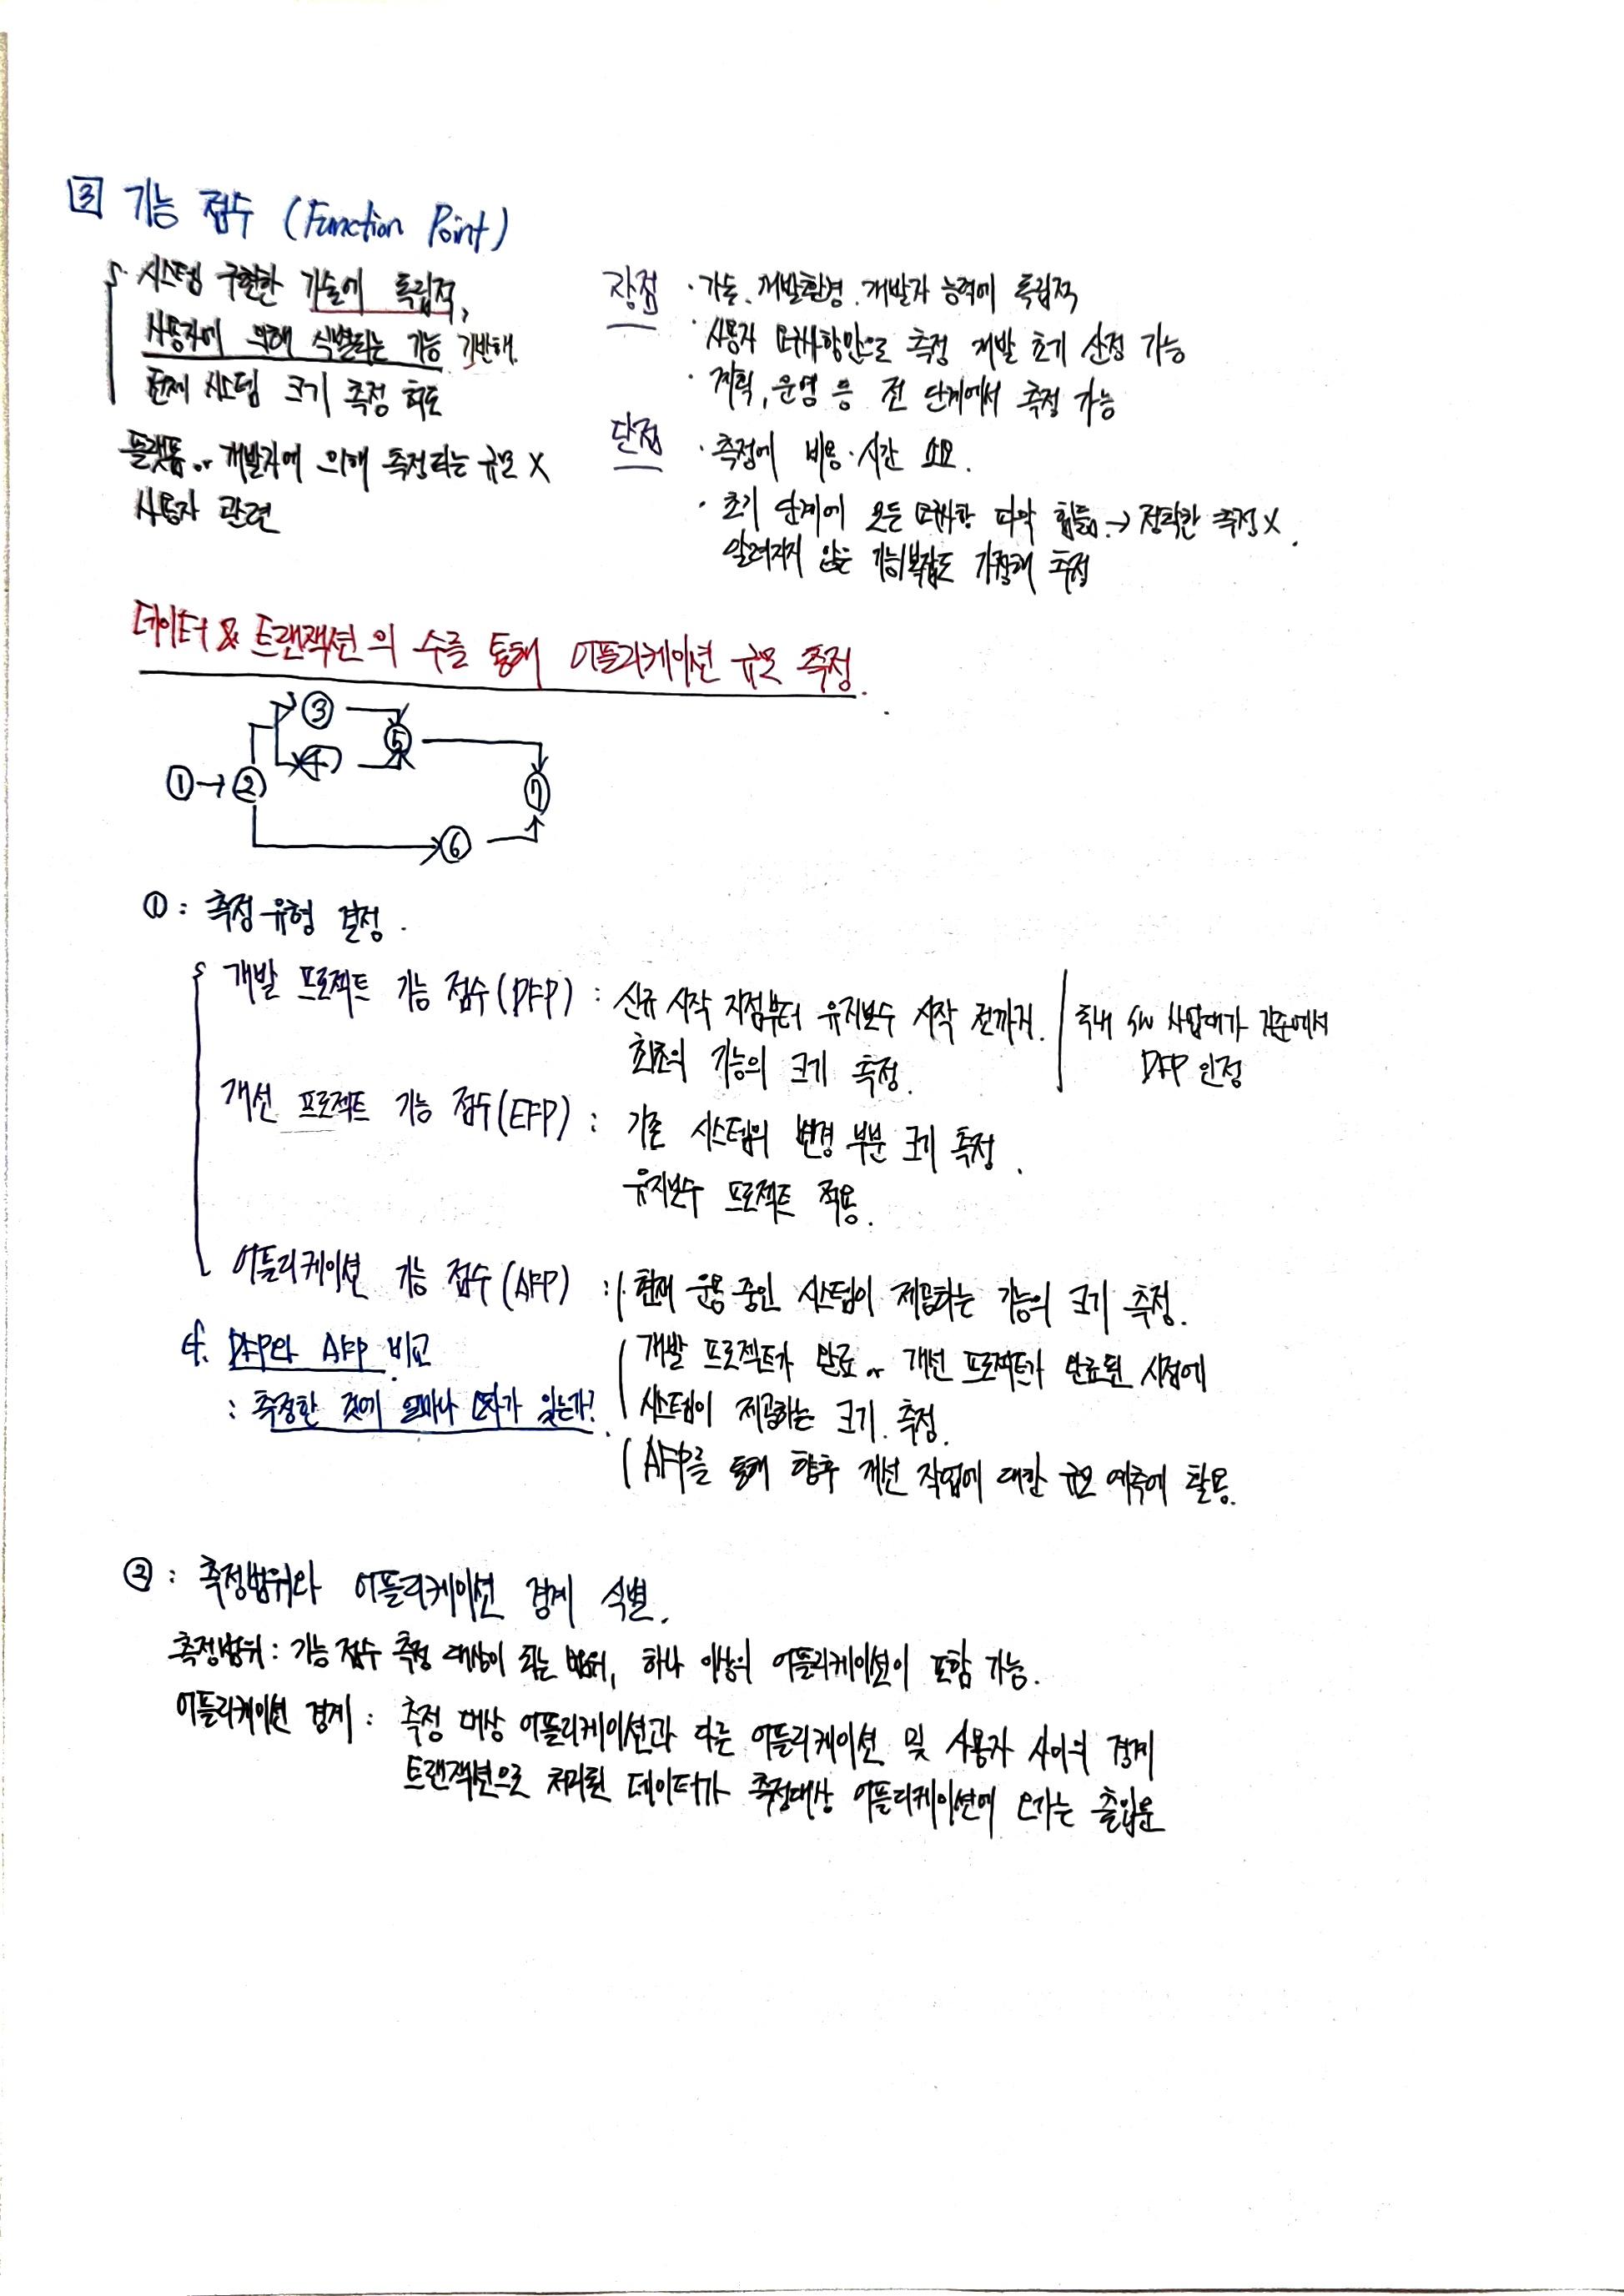 3 기능 점수 (Function Point)
· 시스템 구현한 기술에 독립적,
사용자에 의해 식별되는 기능 기반해.
전체 시스템 크기 측정 척도
플랫폼 or 개발자에 의해 측정되는 규모 X
사용자 관련
장점 · 기술, 개발환경, 개발자 능력에 독립적
· 사용자 요구사항만으로 측정 개발 초기 산정 가능
· 계획, 운영 등 전 단계에서 측정 가능
단점 · 측정에 비용·시간 소요.
· 초기 단계에 모든 요구사항 파악 힘듦. → 정확한 측정 X.
알려지지 않은 기능복잡도 가정해 측정
데이터 & 트랜잭션의 수를 통해 어플리케이션 규모 측정.
① → ② ③ ④ ⑤ ⑥ ⑦
① : 측정유형 결정.
개발 프로젝트 기능 점수(DFP) : 신규 시작 지점부터 유지보수 시작 전까지.
최초의 기능의 크기 측정.
국내 SW 사업대가 기준에서
DFP 인정
개선 프로젝트 기능 점수(EFP) : 기존 시스템의 변경 부분 크기 측정.
유지보수 프로젝트 적용.
어플리케이션 기능 점수(AFP) : 현재 운용 중인 시스템이 제공하는 기능의 크기 측정.
개발 프로젝트가 완료 or 개선 프로젝트가 완료된 시점에
시스템이 제공하는 크기 측정.
AFP를 통해 향후 개선 작업에 대한 규모 예측에 활용.
cf. DFP와 AFP 비교
: 측정한 것에 얼마나 오차가 있는가?
② : 측정범위와 어플리케이션 경계 식별.
측정범위 : 기능 점수 측정 대상이 되는 범위, 하나 이상의 어플리케이션이 포함 가능.
어플리케이션 경계 : 측정 대상 어플리케이션과 다른 어플리케이션 및 사용자 사이의 경계
트랜잭션으로 처리된 데이터가 측정대상 어플리케이션에 오가는 출입문